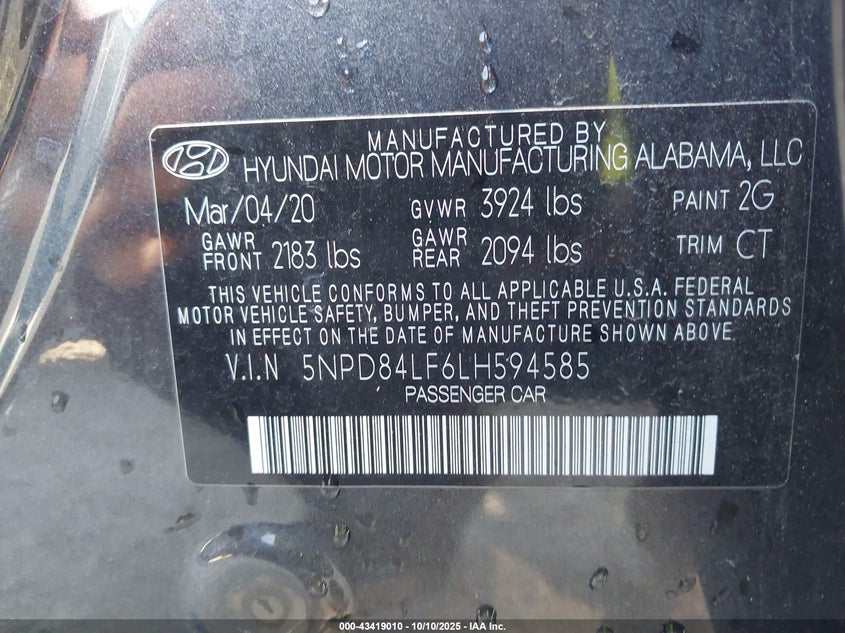 MANUFACTURED BY
HYUNDAI MOTOR MANUFACTURING ALABAMA, LLC
Mar/04/20 GVWR 3924 lbs PAINT 2G
GAWR FRONT 2183 lbs GAWR REAR 2094 lbs TRIM CT
THIS VEHICLE CONFORMS TO ALL APPLICABLE U.S.A. FEDERAL
MOTOR VEHICLE SAFETY, BUMPER, AND THEFT PREVENTION STANDARDS
IN EFFECT ON THE DATE OF MANUFACTURE SHOWN ABOVE
V.I.N 5NPD84LF6LH594585
PASSENGER CAR
000-43419010 - 10/10/2025 - IAA Inc.